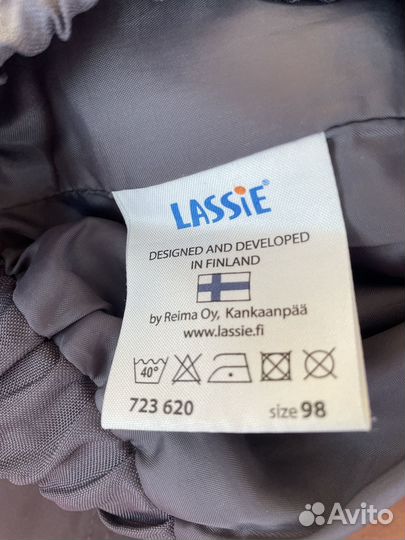 LASSiE
DESIGNED AND DEVELOPED
IN FINLAND
by Reima Oy, Kankaanpää
www.lassie.fi
40°
723 620 size 98
Avito